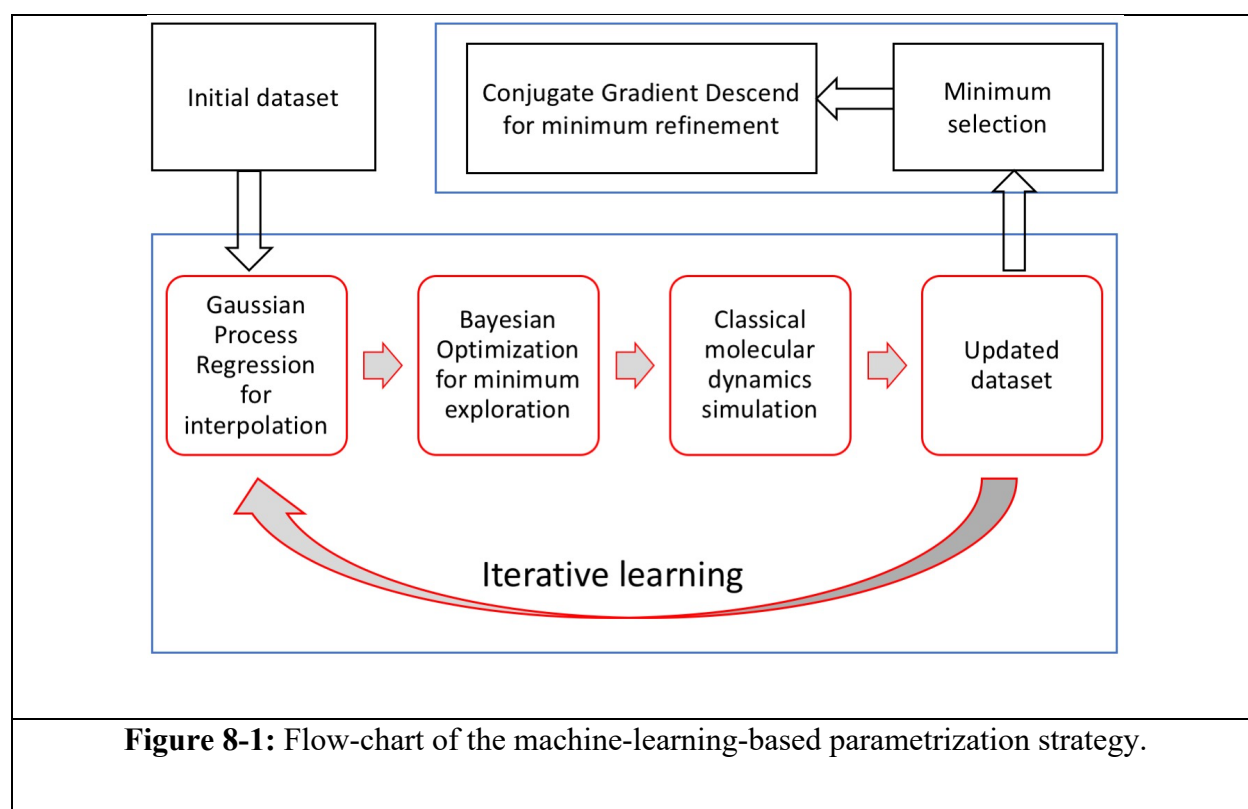 Initial dataset
Conjugate Gradient Descend
for minimum refinement
Minimum
selection
Gaussian
Process
Regression
for
interpolation
Bayesian
Optimization
for minimum
exploration
Classical
molecular
dynamics
simulation
Updated
dataset
Iterative learning
Figure 8-1: Flow-chart of the machine-learning-based parametrization strategy.